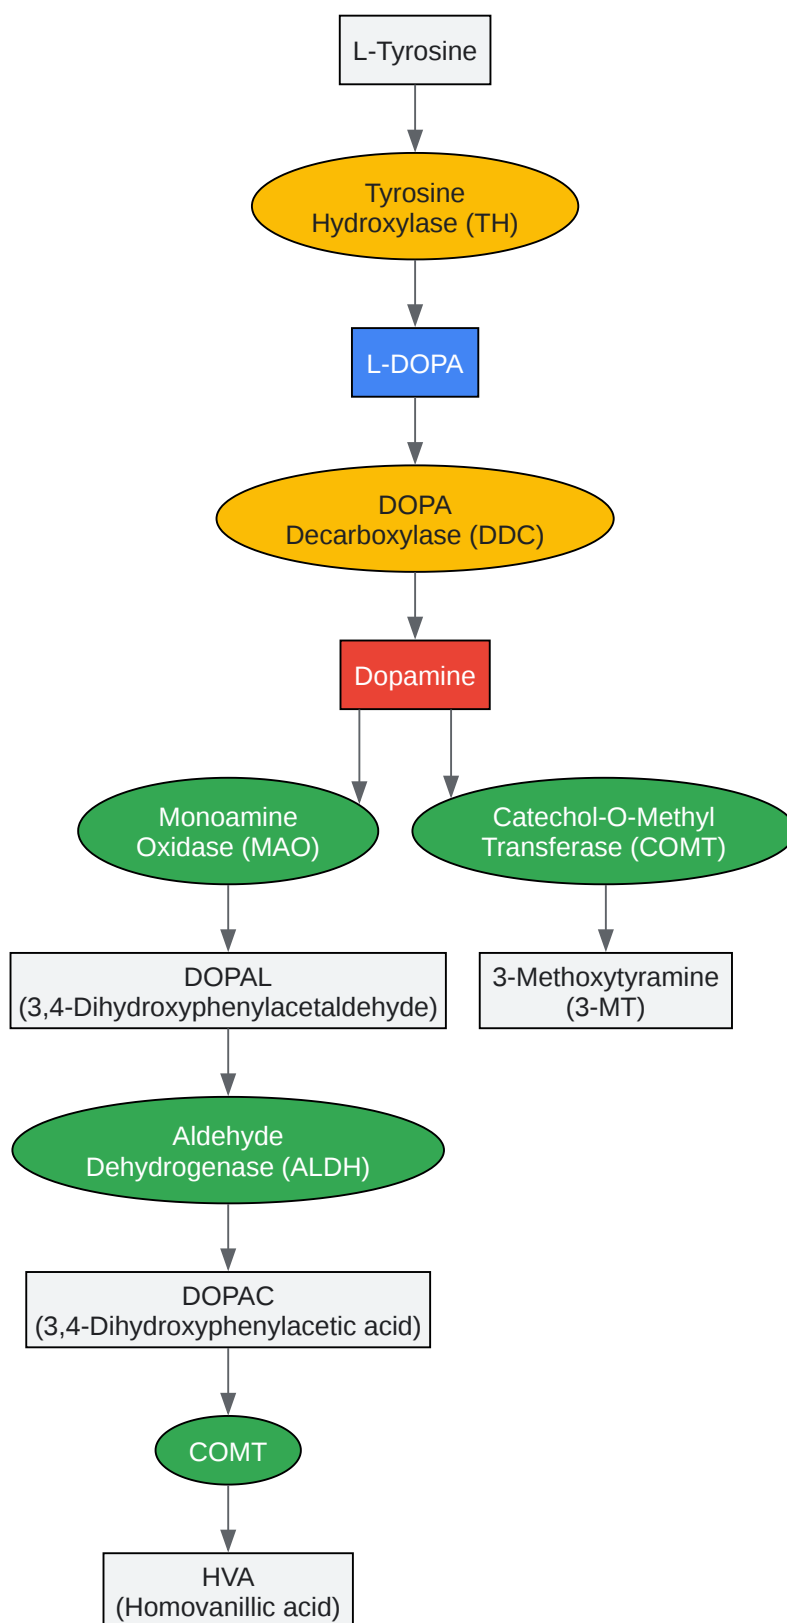 L-Tyrosine
Tyrosine
Hydroxylase (TH)
L-DOPA
DOPA
Decarboxylase (DDC)
Dopamine
Monoamine
Oxidase (MAO)
Catechol-O-Methyl
Transferase (COMT)
DOPAL
(3,4-Dihydroxyphenylacetaldehyde)
3-Methoxytyramine
(3-MT)
Aldehyde
Dehydrogenase (ALDH)
DOPAC
(3,4-Dihydroxyphenylacetic acid)
COMT
HVA
(Homovanillic acid)